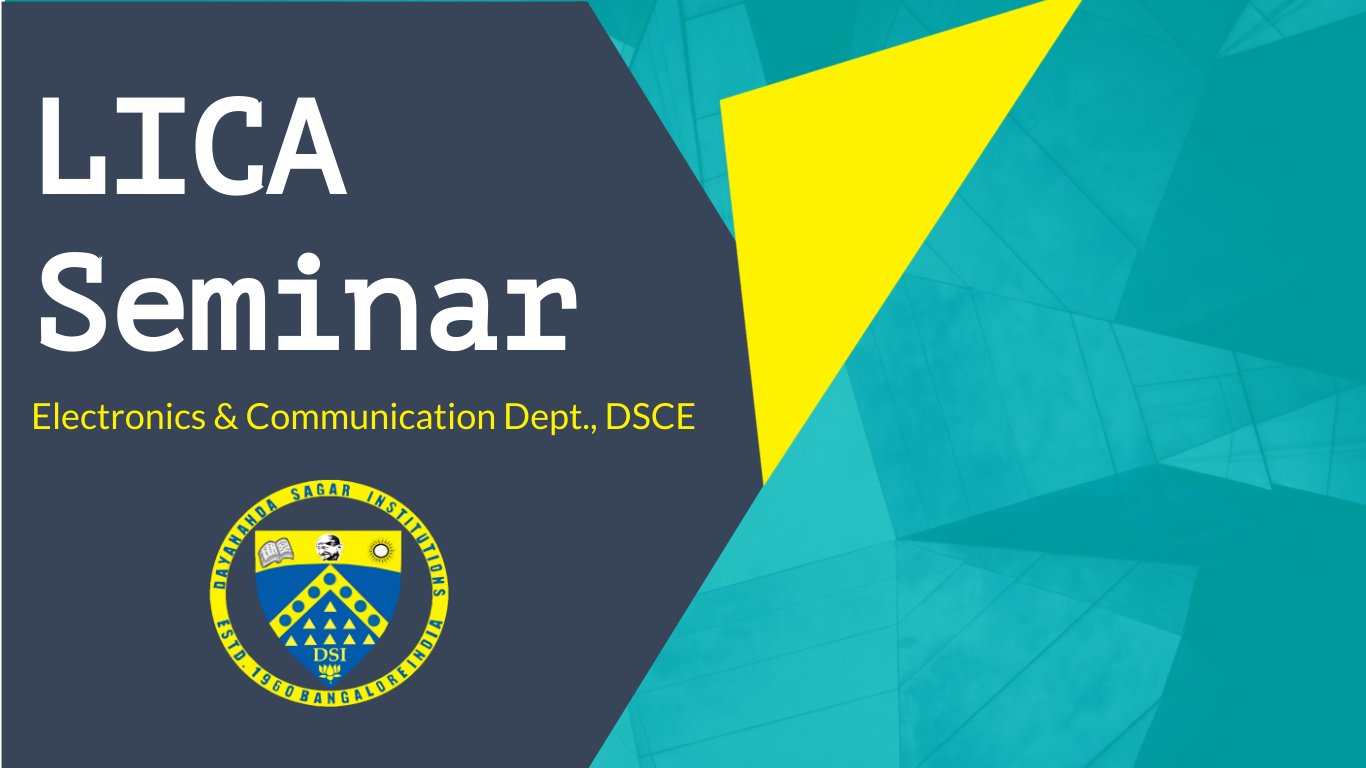 LICA
Seminar
Electronics & Communication Dept., DSCE
DAYANANDA SAGAR INSTITUTIONS
DSI
ESTD. 1960 BANGALORE INDIA